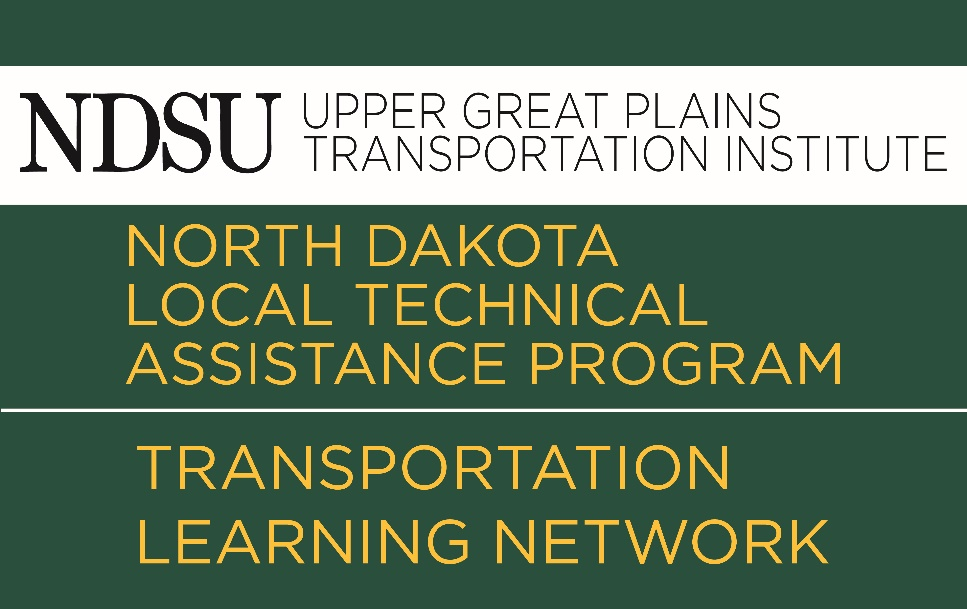 NDSU UPPER GREAT PLAINS
TRANSPORTATION INSTITUTE
NORTH DAKOTA
LOCAL TECHNICAL
ASSISTANCE PROGRAM
TRANSPORTATION
LEARNING NETWORK